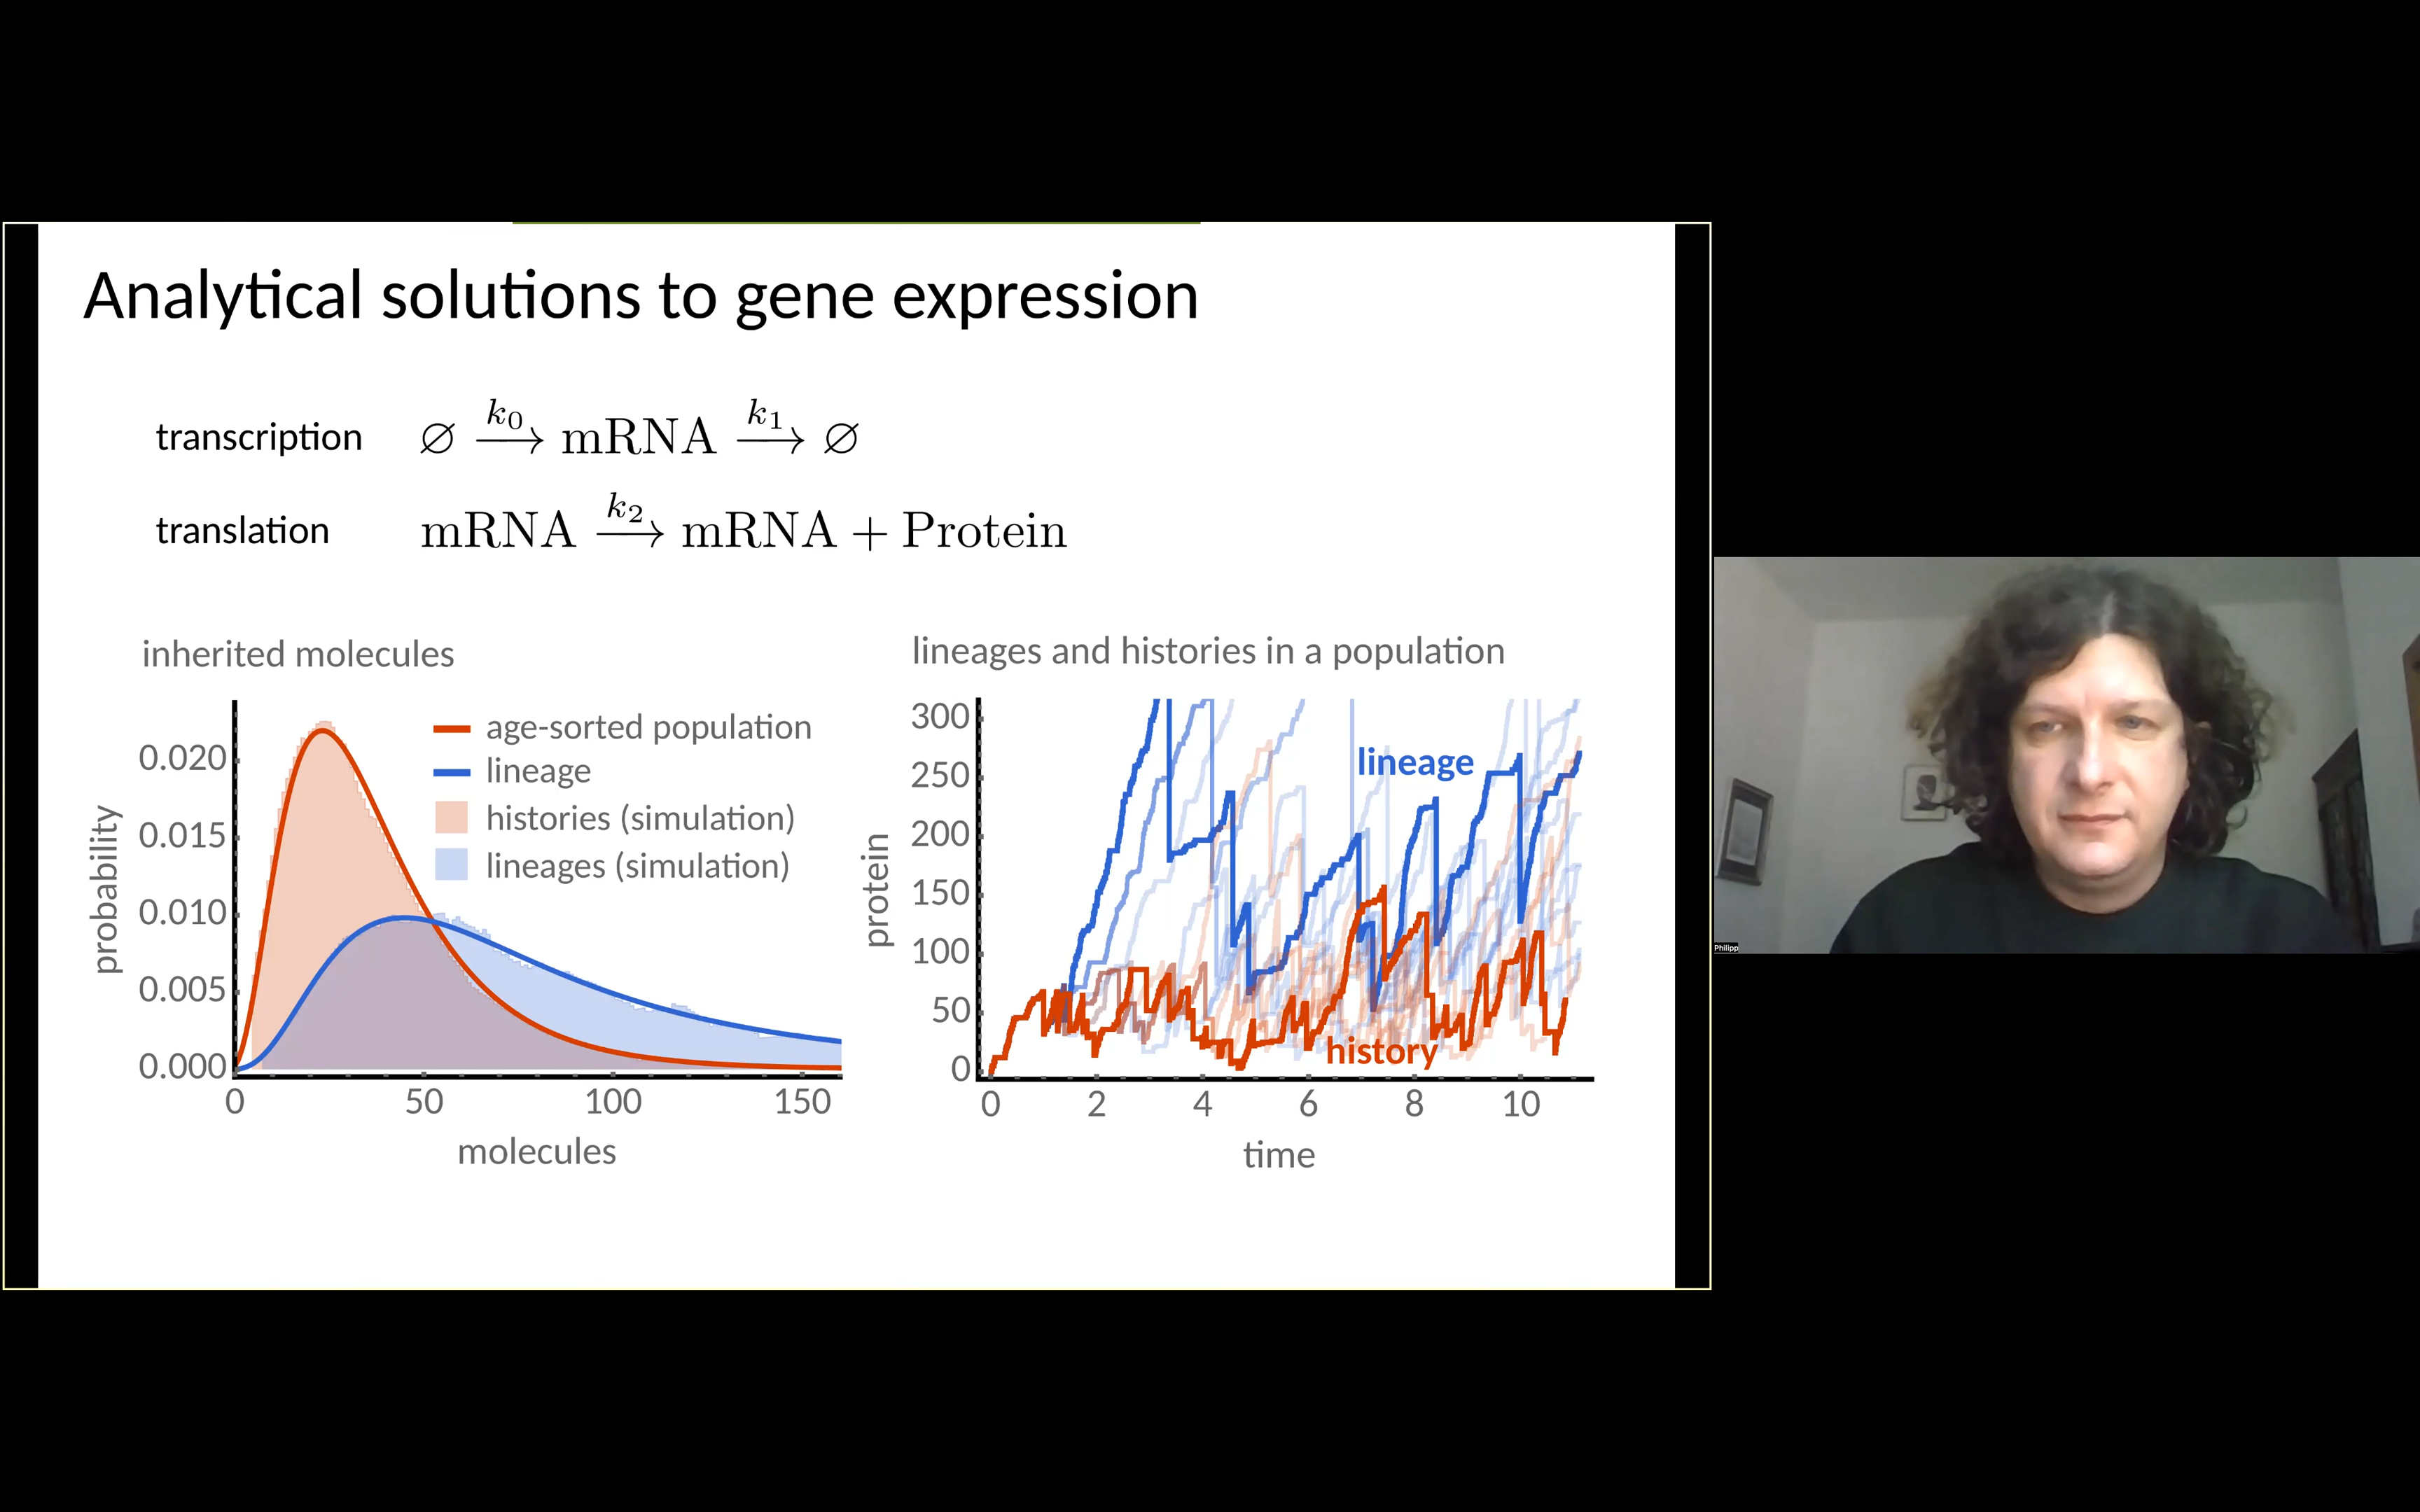 Analytical solutions to gene expression
transcription ∅ k₀ ⟶ mRNA k₁ ⟶ ∅
translation mRNA k₂ ⟶ mRNA + Protein
inherited molecules
0.020
0.015
0.010
0.005
0.000
probability
age-sorted population
lineage
histories (simulation)
lineages (simulation)
0 50 100 150
molecules
lineages and histories in a population
300
250
200
150
100
50
0
protein
lineage
history
0 2 4 6 8 10
time
Philipp